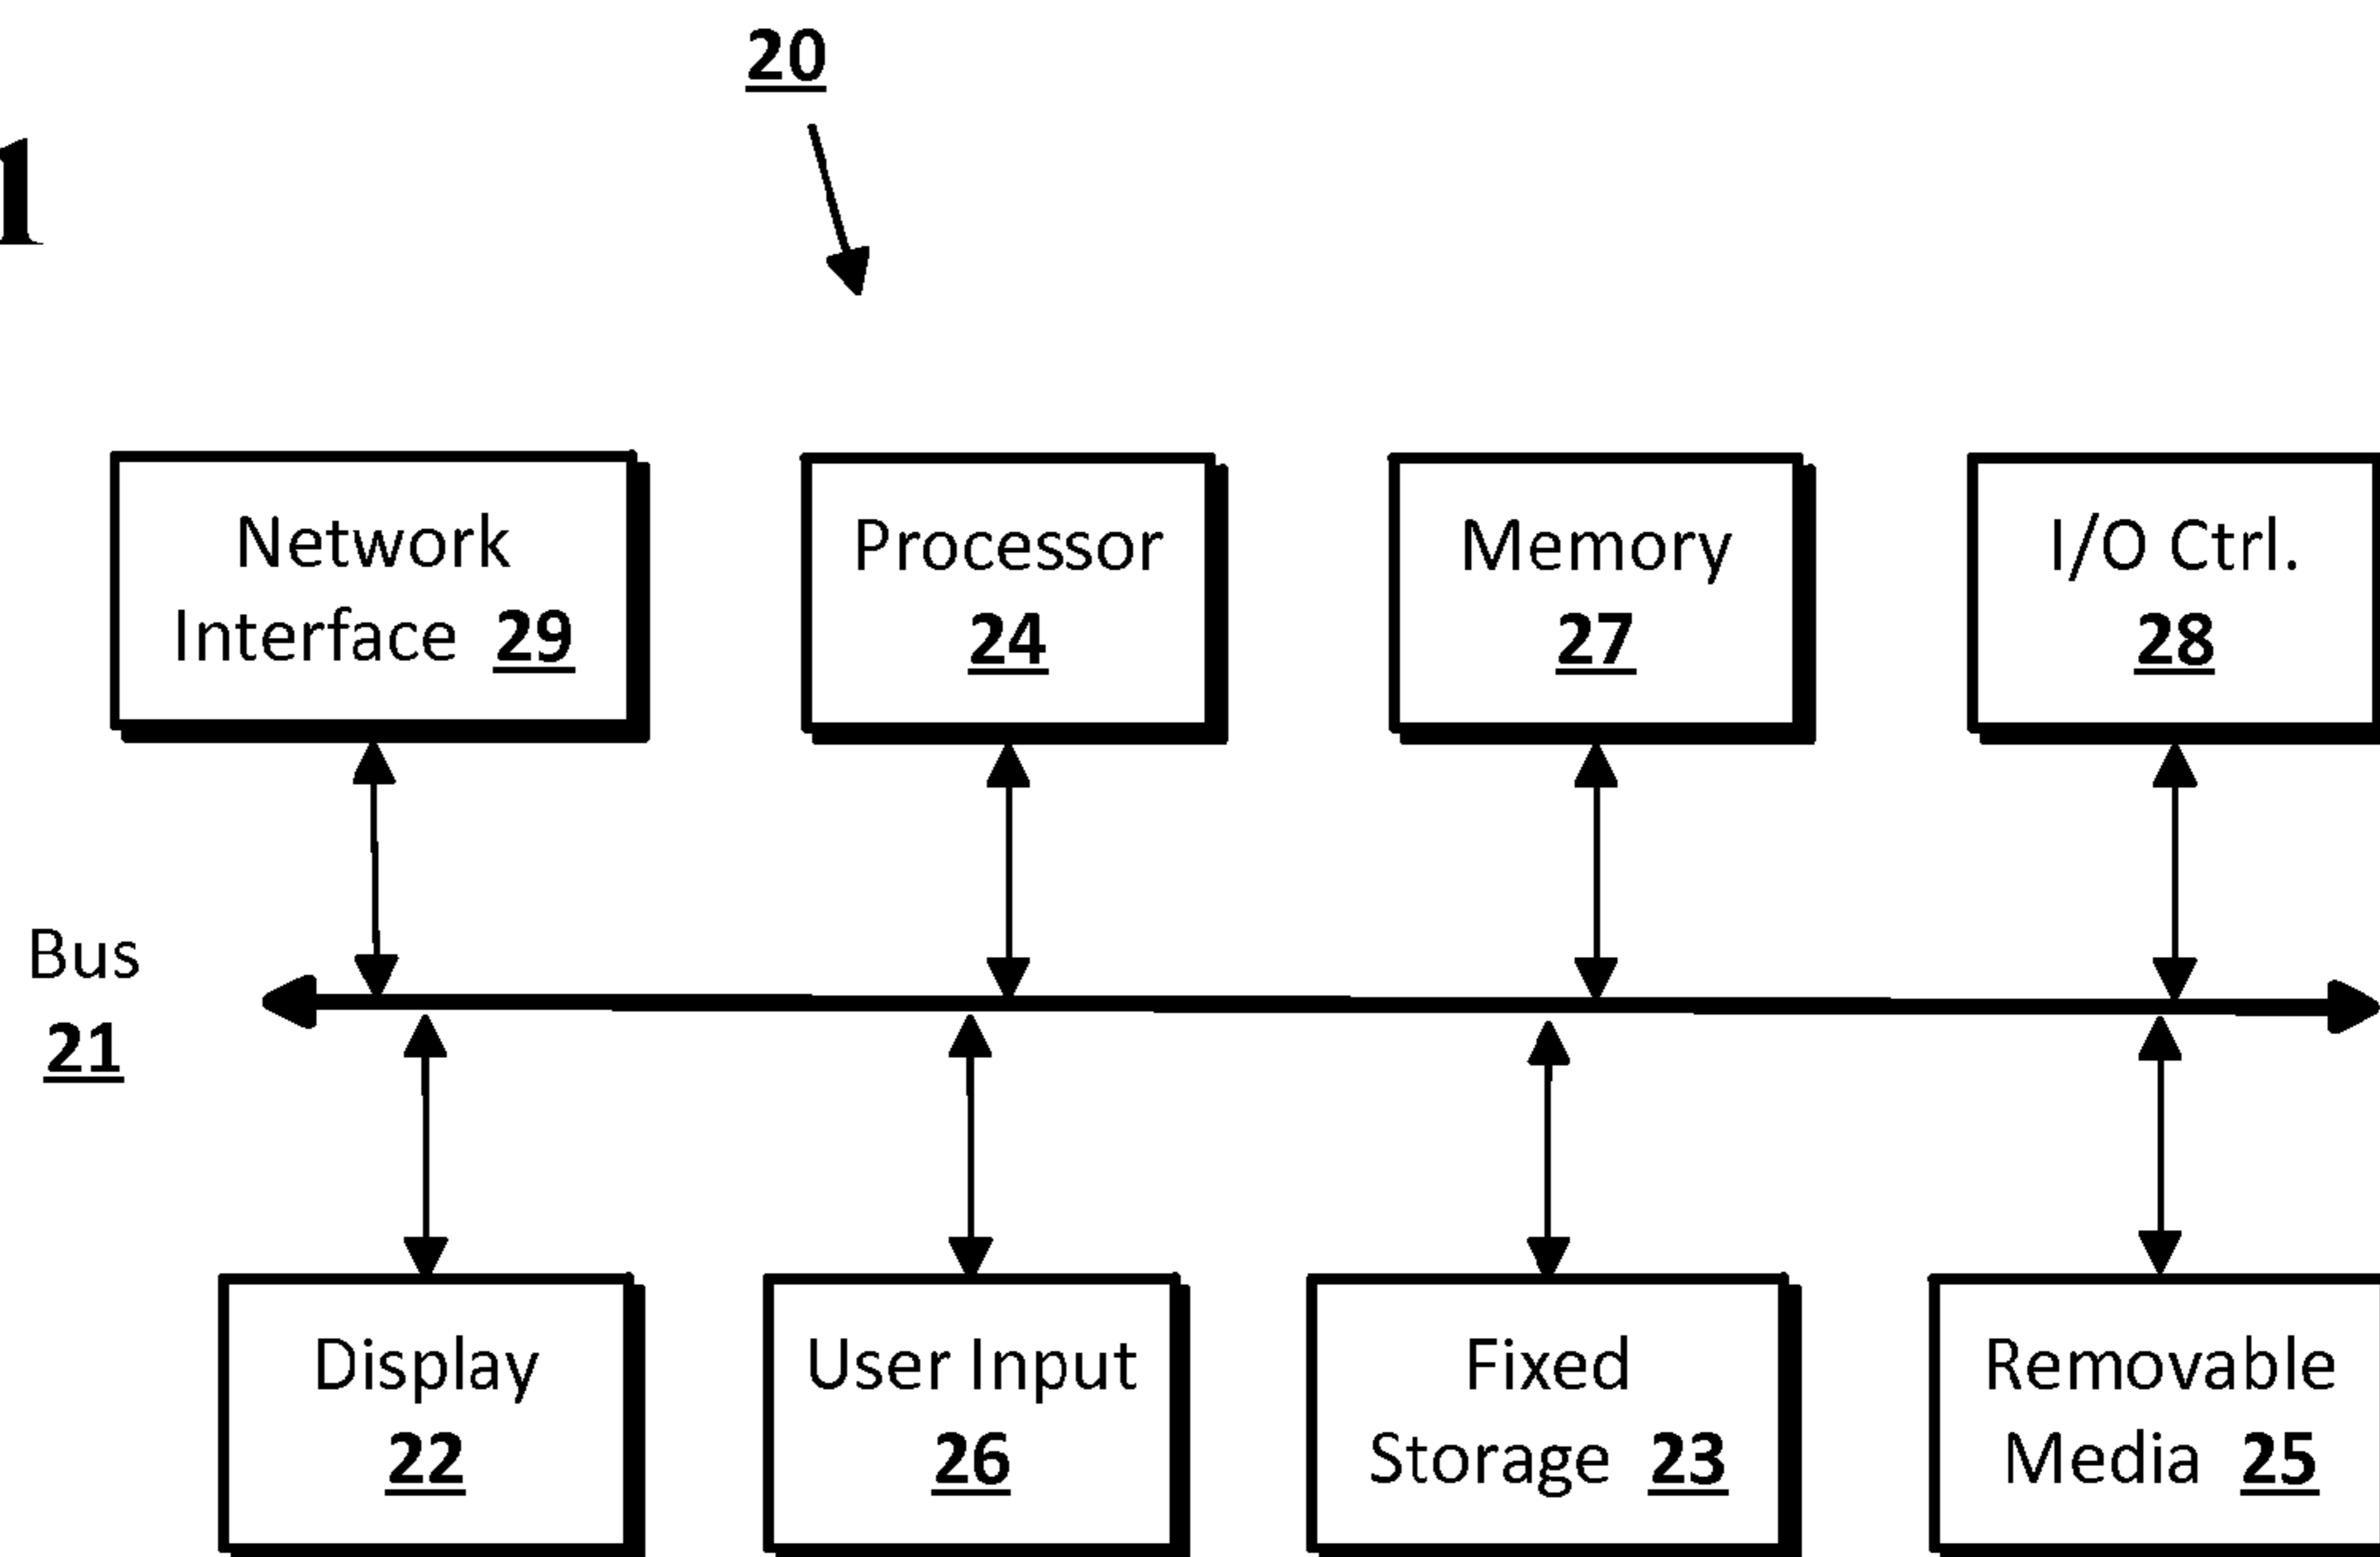 20
1
Network
Interface 29
Processor
24
Memory
27
I/O Ctrl.
28
Bus
21
Display
22
User Input
26
Fixed
Storage 23
Removable
Media 25